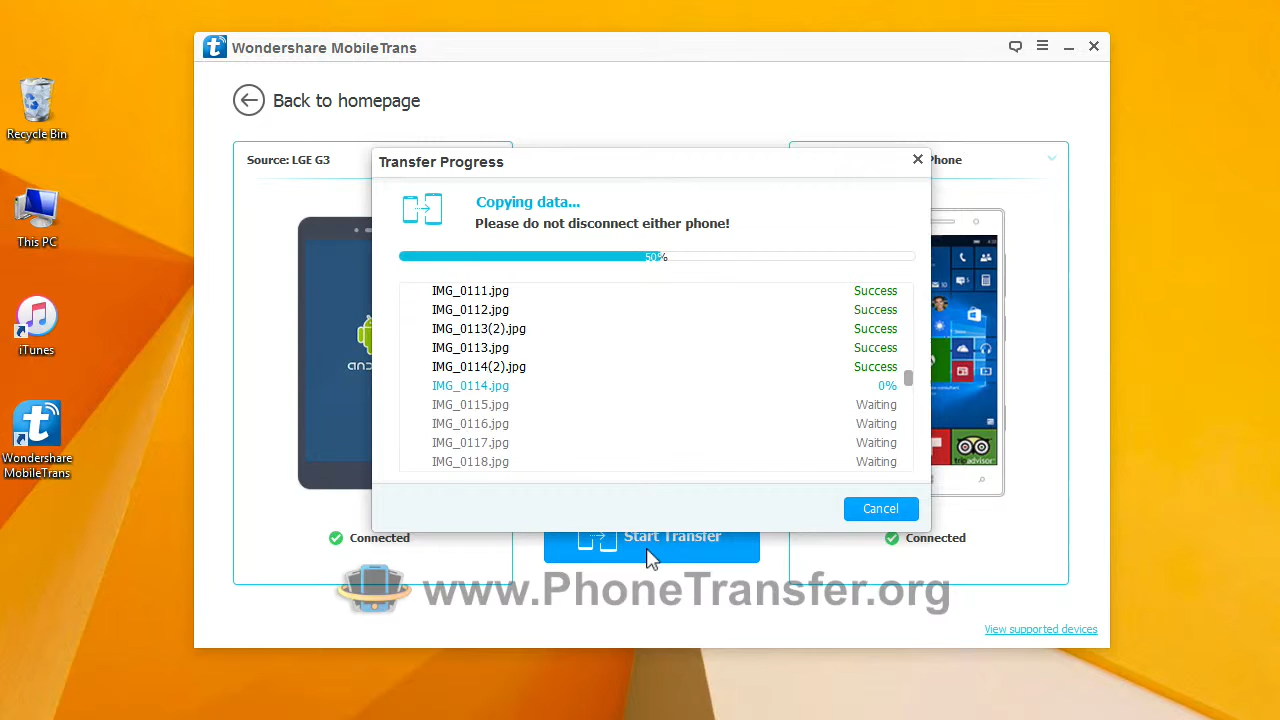 Wondershare MobileTrans
Back to homepage
Recycle Bin
This PC
iTunes
Wondershare
MobileTrans
Source: LGE G3
Phone
Transfer Progress
Copying data...
Please do not disconnect either phone!
50%
IMG_0111.jpg Success
IMG_0112.jpg Success
IMG_0113(2).jpg Success
IMG_0113.jpg Success
IMG_0114(2).jpg Success
IMG_0114.jpg 0%
IMG_0115.jpg Waiting
IMG_0116.jpg Waiting
IMG_0117.jpg Waiting
IMG_0118.jpg Waiting
Cancel
tripadvisor
Connected
Start Transfer
Connected
www.PhoneTransfer.org
View supported devices